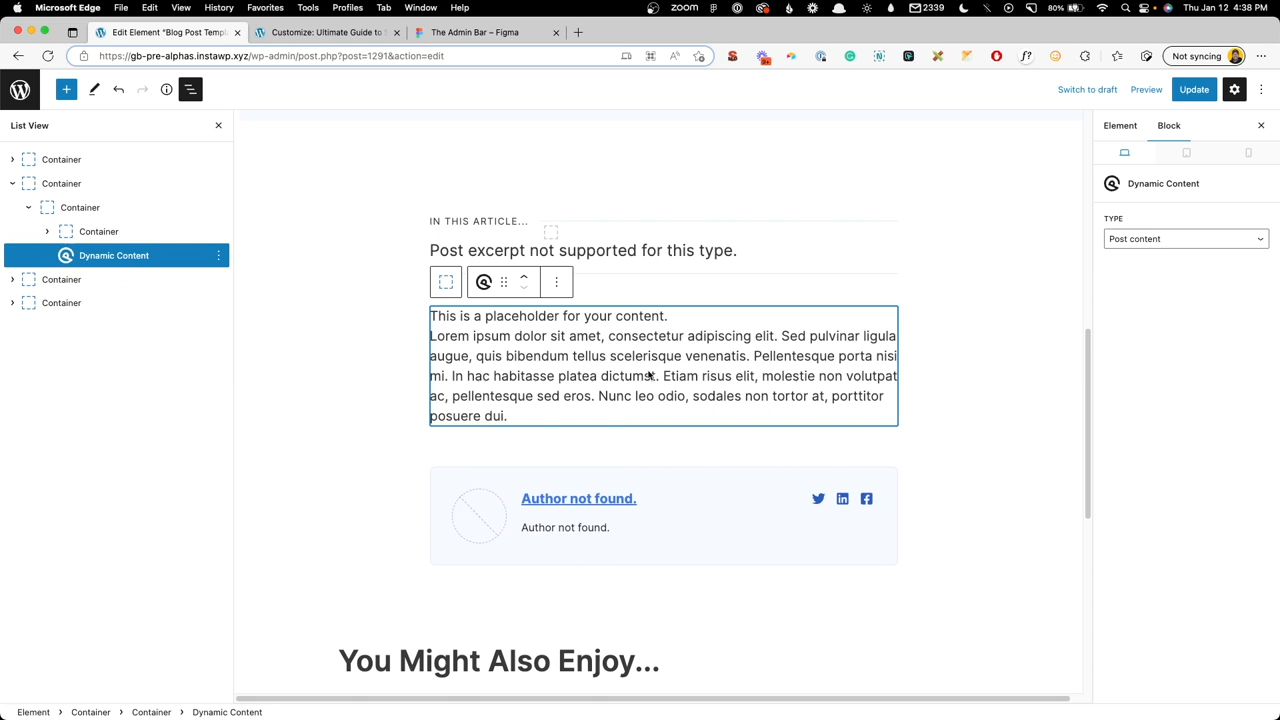 Microsoft Edge File Edit View History Favorites Tools Profiles Tab Window Help
zoom 2339 80% Thu Jan 12 4:38 PM
Edit Element “Blog Post Templ
Customize: Ultimate Guide to S
The Admin Bar – Figma
https://gb-pre-alphas.instawp.xyz/wp-admin/post.php?post=1291&action=edit
Not syncing
Switch to draft
Preview
Update
List View
Container
Container
Container
Container
Dynamic Content
Container
Container
IN THIS ARTICLE...
Post excerpt not supported for this type.
This is a placeholder for your content.
Lorem ipsum dolor sit amet, consectetur adipiscing elit. Sed pulvinar ligula
augue, quis bibendum tellus scelerisque venenatis. Pellentesque porta nisi
mi. In hac habitasse platea dictumst. Etiam risus elit, molestie non volutpat
ac, pellentesque sed eros. Nunc leo odio, sodales non tortor at, porttitor
posuere dui.
Author not found.
Author not found.
You Might Also Enjoy...
Element
Block
Dynamic Content
TYPE
Post content
Element > Container > Container > Dynamic Content